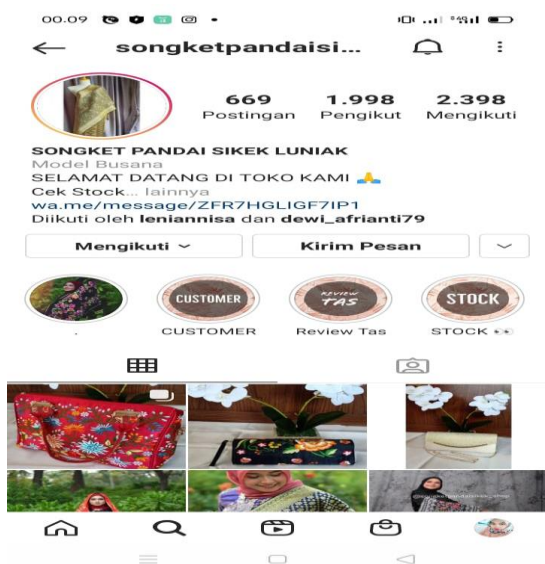 00.09
songketpandaisi...
669 1.998 2.398
Postingan Pengikut Mengikuti
SONGKET PANDAI SIKEK LUNIAK
Model Busana
SELAMAT DATANG DI TOKO KAMI 🙏
Cek Stock... lainnya
wa.me/message/ZFR7HGLIGF7IP1
Diikuti oleh leniannisa dan dewi_afrianti79
Mengikuti Kirim Pesan
CUSTOMER REVIEW TAS STOCK
. CUSTOMER Review Tas STOCK 👀